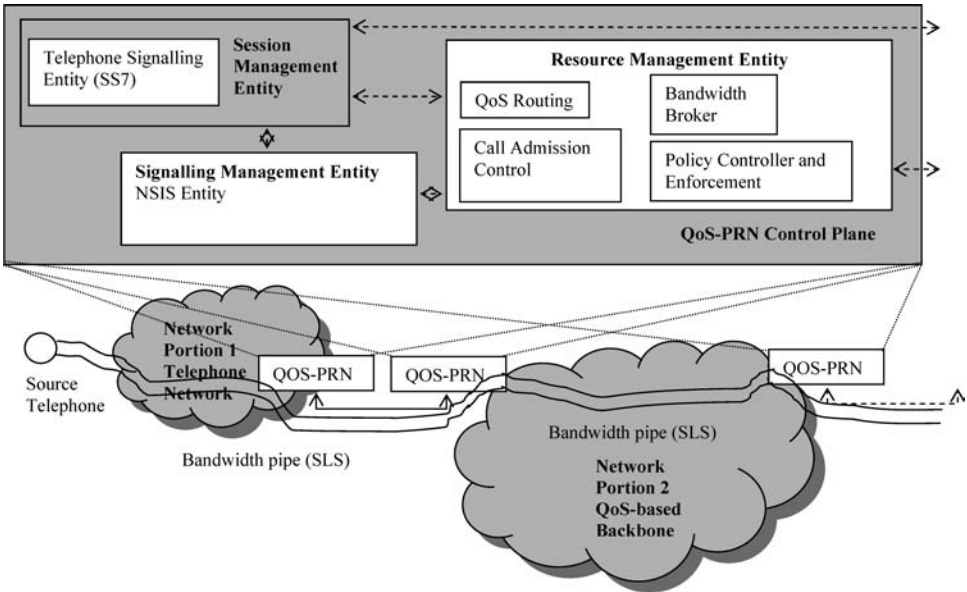 Telephone Signalling
Entity (SS7)
Session
Management
Entity
Resource Management Entity
QoS Routing
Bandwidth
Broker
Call Admission
Control
Policy Controller and
Enforcement
Signalling Management Entity
NSIS Entity
QoS-PRN Control Plane
Source
Telephone
Network
Portion 1
Telephone
Network
QOS-PRN
QOS-PRN
QOS-PRN
Bandwidth pipe (SLS)
Bandwidth pipe (SLS)
Network
Portion 2
QoS-based
Backbone